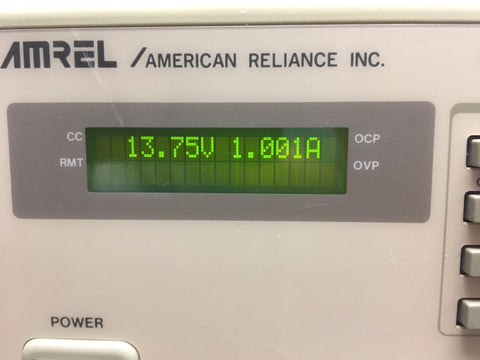 AMREL /AMERICAN RELIANCE INC.
CC 13.75V 1.001A OCP
RMT OVP
POWER